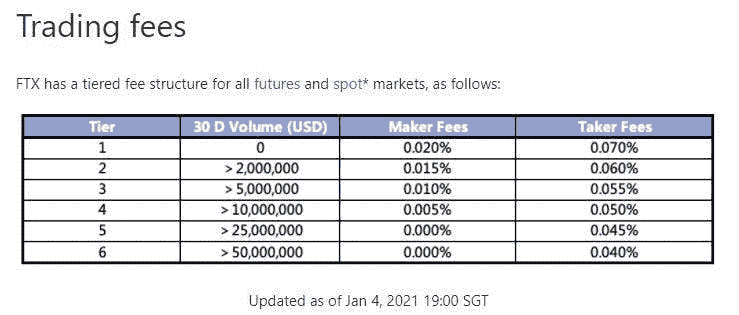 Trading fees
FTX has a tiered fee structure for all futures and spot* markets, as follows:
Tier 30 D Volume (USD) Maker Fees Taker Fees
1 0 0.020% 0.070%
2 > 2,000,000 0.015% 0.060%
3 > 5,000,000 0.010% 0.055%
4 > 10,000,000 0.005% 0.050%
5 > 25,000,000 0.000% 0.045%
6 > 50,000,000 0.000% 0.040%
Updated as of Jan 4, 2021 19:00 SGT